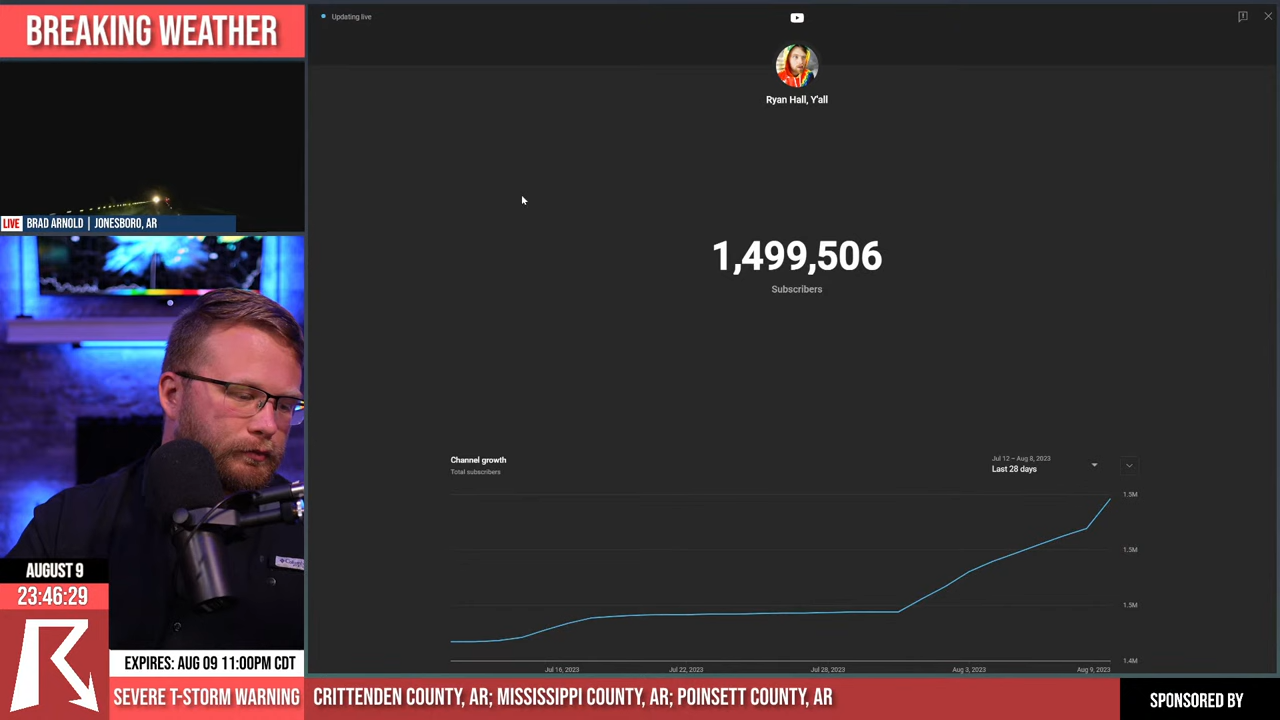 BREAKING WEATHER
Updating live
Ryan Hall, Y'all
LIVE BRAD ARNOLD | JONESBORO, AR
1,499,506
Subscribers
Channel growth
Total subscribers
Jul 12 – Aug 8, 2023
Last 28 days
1.5M
1.5M
1.5M
1.4M
Jul 16, 2023
Jul 22, 2023
Jul 28, 2023
Aug 3, 2023
Aug 9, 2023
AUGUST 9
23:46:29
EXPIRES: AUG 09 11:00PM CDT
SEVERE T-STORM WARNING
CRITTENDEN COUNTY, AR; MISSISSIPPI COUNTY, AR; POINSETT COUNTY, AR
SPONSORED BY